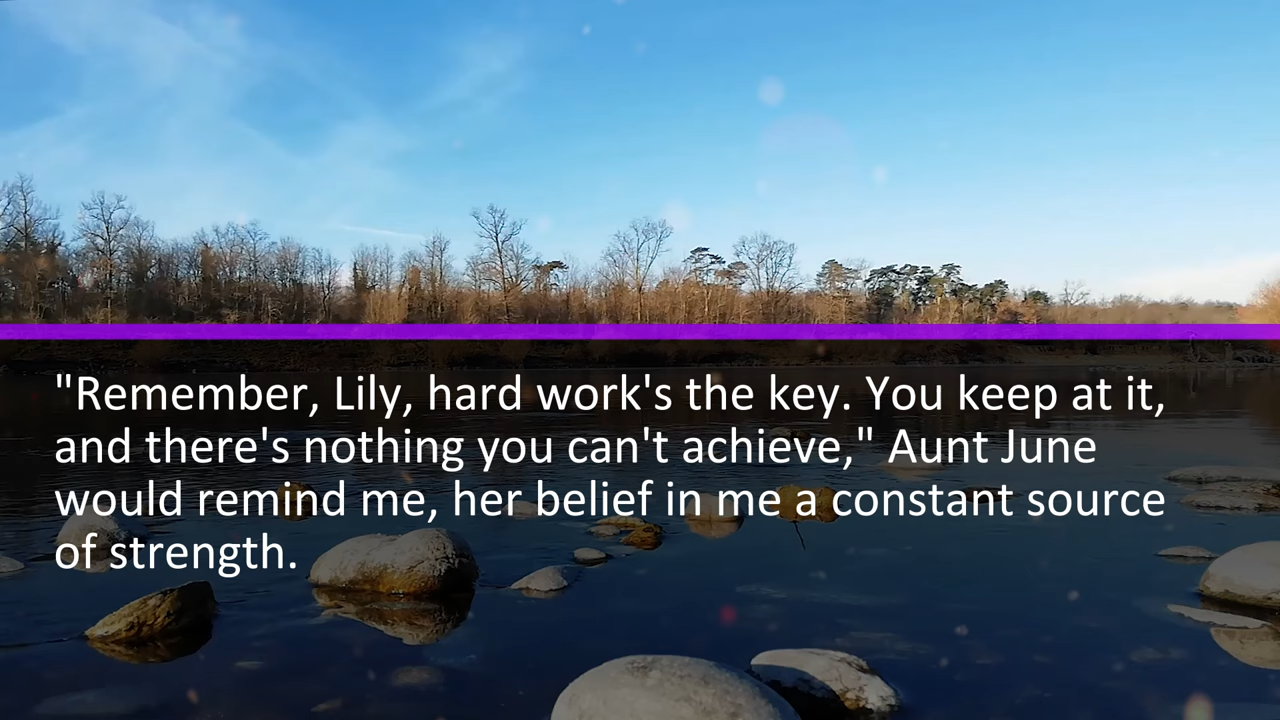 "Remember, Lily, hard work's the key. You keep at it,
and there's nothing you can't achieve," Aunt June
would remind me, her belief in me a constant source
of strength.